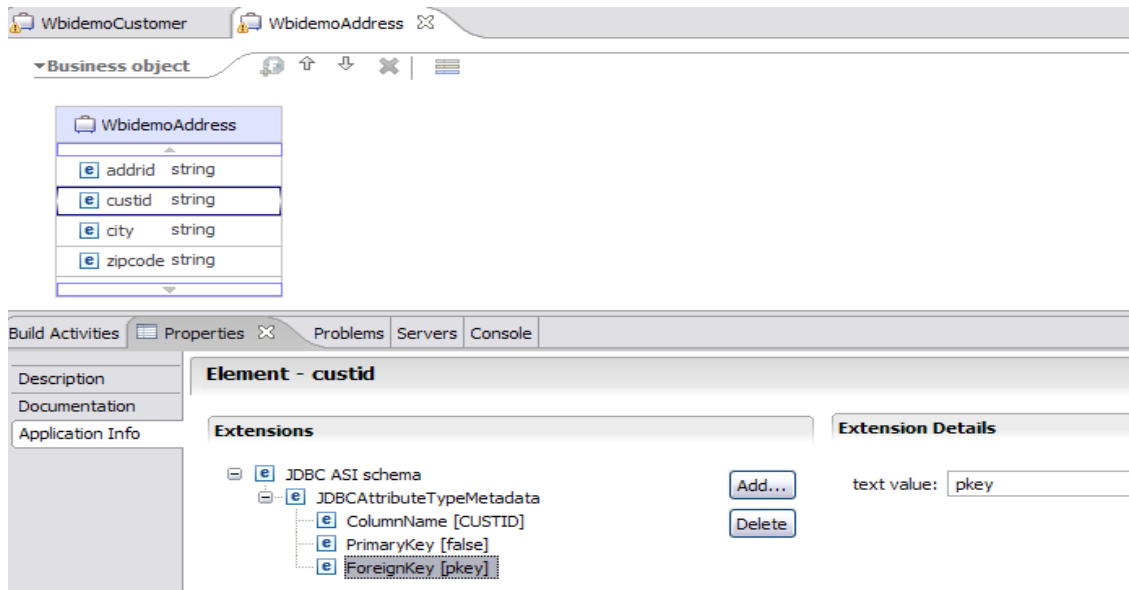 WbidemoCustomer WbidemoAddress
Business object
WbidemoAddress
e addrid string
e custid string
e city string
e zipcode string
Build Activities Properties Problems Servers Console
Description
Documentation
Application Info
Element - custid
Extensions
e JDBC ASI schema
e JDBCAttributeTypeMetadata
e ColumnName [CUSTID]
e PrimaryKey [false]
e ForeignKey [pkey]
Add...
Delete
Extension Details
text value: pkey